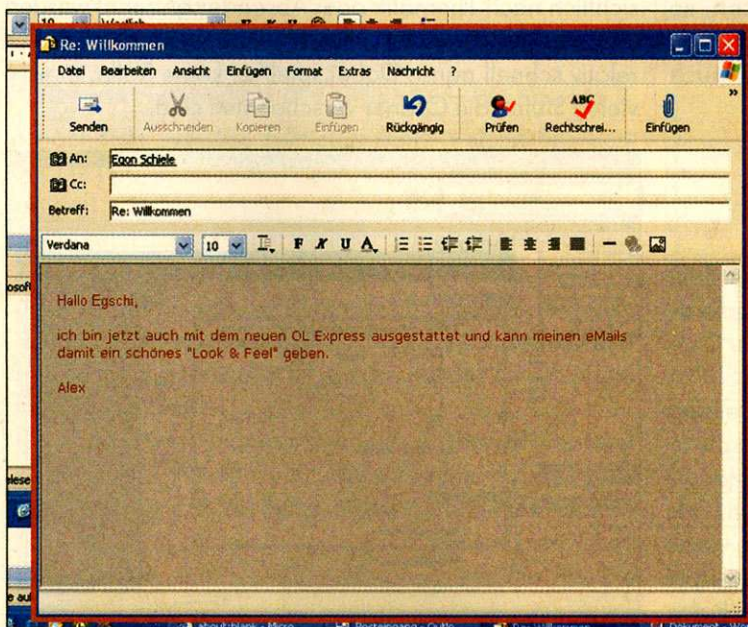 10
Re: Willkommen
Datei Bearbeiten Ansicht Einfügen Format Extras Nachricht ?
Senden Ausschneiden Kopieren Einfügen Rückgängig Prüfen Rechtschrei... Einfügen
ABC
An: Egon Schiele
Cc:
Betreff: Re: Willkommen
Verdana 10 F K U A
Hallo Egschi,
ich bin jetzt auch mit dem neuen OL Express ausgestattet und kann meinen eMails
damit ein schönes "Look & Feel" geben.
Alex